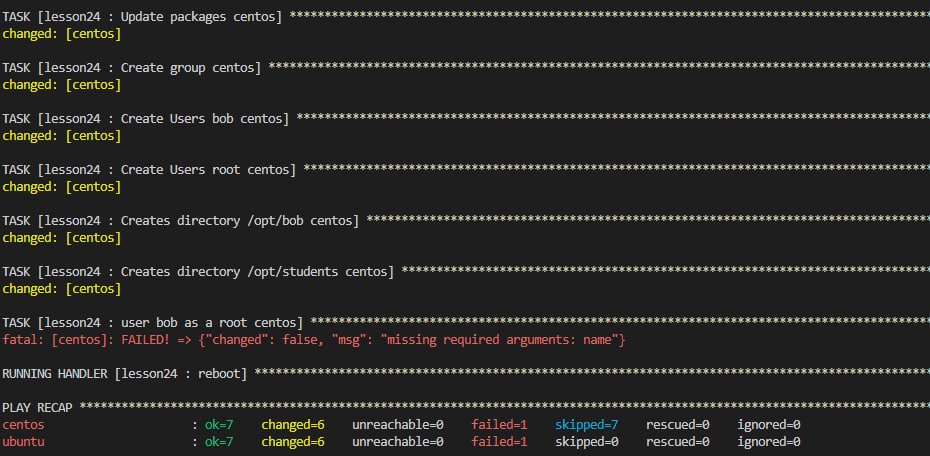 TASK [lesson24 : Update packages centos] *******************************************************************************************
changed: [centos]
TASK [lesson24 : Create group centos] **********************************************************************************************
changed: [centos]
TASK [lesson24 : Create Users bob centos] ******************************************************************************************
changed: [centos]
TASK [lesson24 : Create Users root centos] *****************************************************************************************
changed: [centos]
TASK [lesson24 : Creates directory /opt/bob centos] ********************************************************************************
changed: [centos]
TASK [lesson24 : Creates directory /opt/students centos] ***************************************************************************
changed: [centos]
TASK [lesson24 : user bob as a root centos] ****************************************************************************************
fatal: [centos]: FAILED! => {"changed": false, "msg": "missing required arguments: name"}
RUNNING HANDLER [lesson24 : reboot] ************************************************************************************************
PLAY RECAP *************************************************************************************************************************
centos                     : ok=7    changed=6    unreachable=0    failed=1    skipped=7    rescued=0    ignored=0
ubuntu                     : ok=7    changed=6    unreachable=0    failed=1    skipped=0    rescued=0    ignored=0